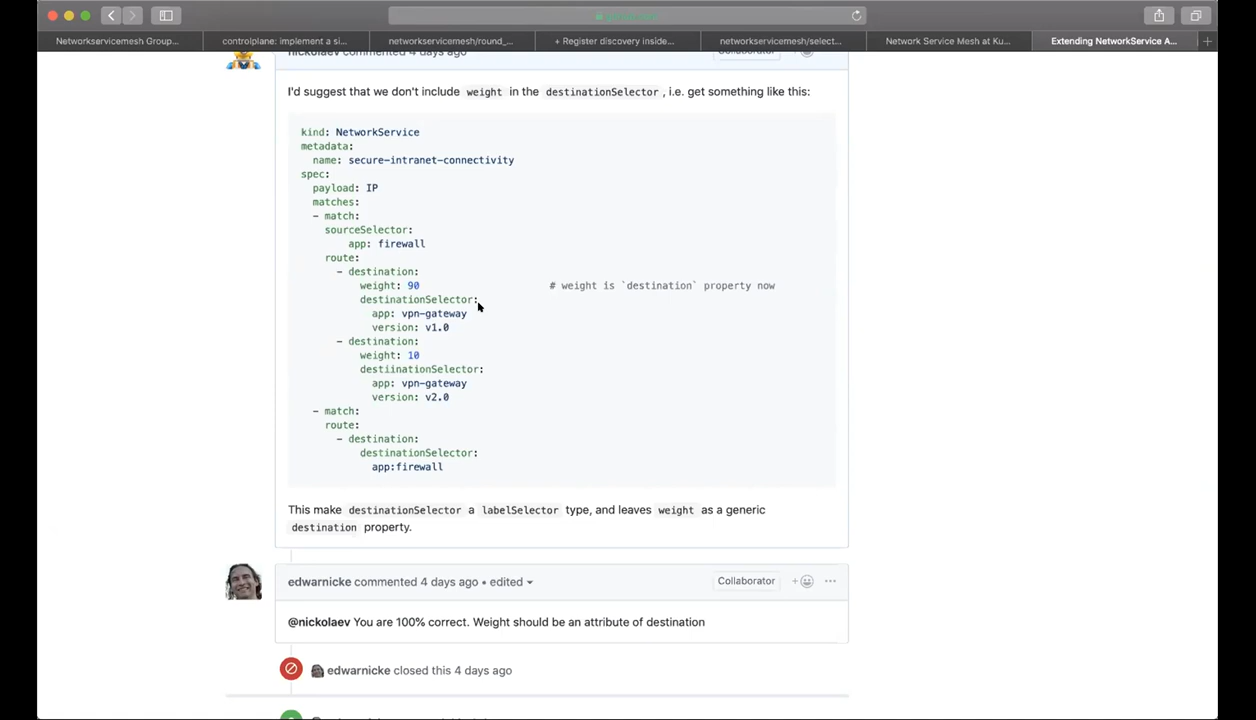 Networkservicemesh Group...
controlplane: implement a si...
networkservicemesh/round_...
+ Register discovery inside...
networkservicemesh/select...
Network Service Mesh at Ku...
Extending NetworkService A...
nickolaev commented 4 days ago
Collaborator
I'd suggest that we don't include weight in the destinationSelector, i.e. get something like this:
kind: NetworkService
metadata:
name: secure-intranet-connectivity
spec:
payload: IP
matches:
- match:
sourceSelector:
app: firewall
route:
- destination:
weight: 90 # weight is `destination` property now
destinationSelector:
app: vpn-gateway
version: v1.0
- destination:
weight: 10
destiinationSelector:
app: vpn-gateway
version: v2.0
- match:
route:
- destination:
destinationSelector:
app:firewall
This make destinationSelector a labelSelector type, and leaves weight as a generic
destination property.
edwarnicke commented 4 days ago • edited
Collaborator
@nickolaev You are 100% correct. Weight should be an attribute of destination
edwarnicke closed this 4 days ago